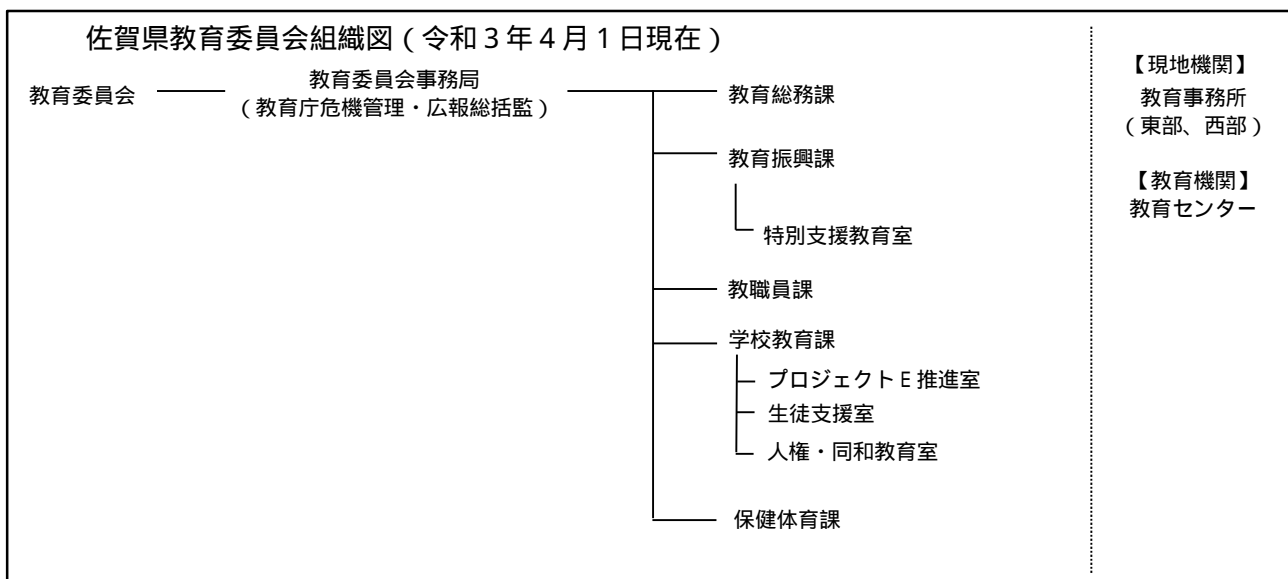 佐賀県教育委員会組織図(令和3年4月1日現在)
教育委員会
教育委員会事務局
(教育庁危機管理・広報総括監)
教育総務課
教育振興課
特別支援教育室
教職員課
学校教育課
プロジェクトE推進室
生徒支援室
人権・同和教育室
保健体育課
【現地機関】
教育事務所
(東部、西部)
【教育機関】
教育センター